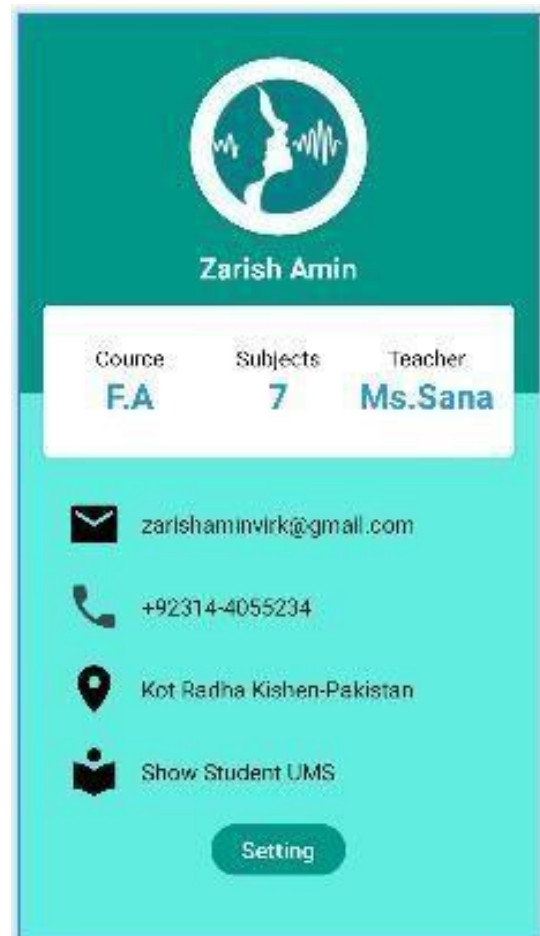 Zarish Amin
Cource Subjects Teacher
F.A 7 Ms.Sana
zarishaminvirk@gmail.com
+92314-4055234
Kot Radha Kishen-Pakistan
Show Student UMS
Setting